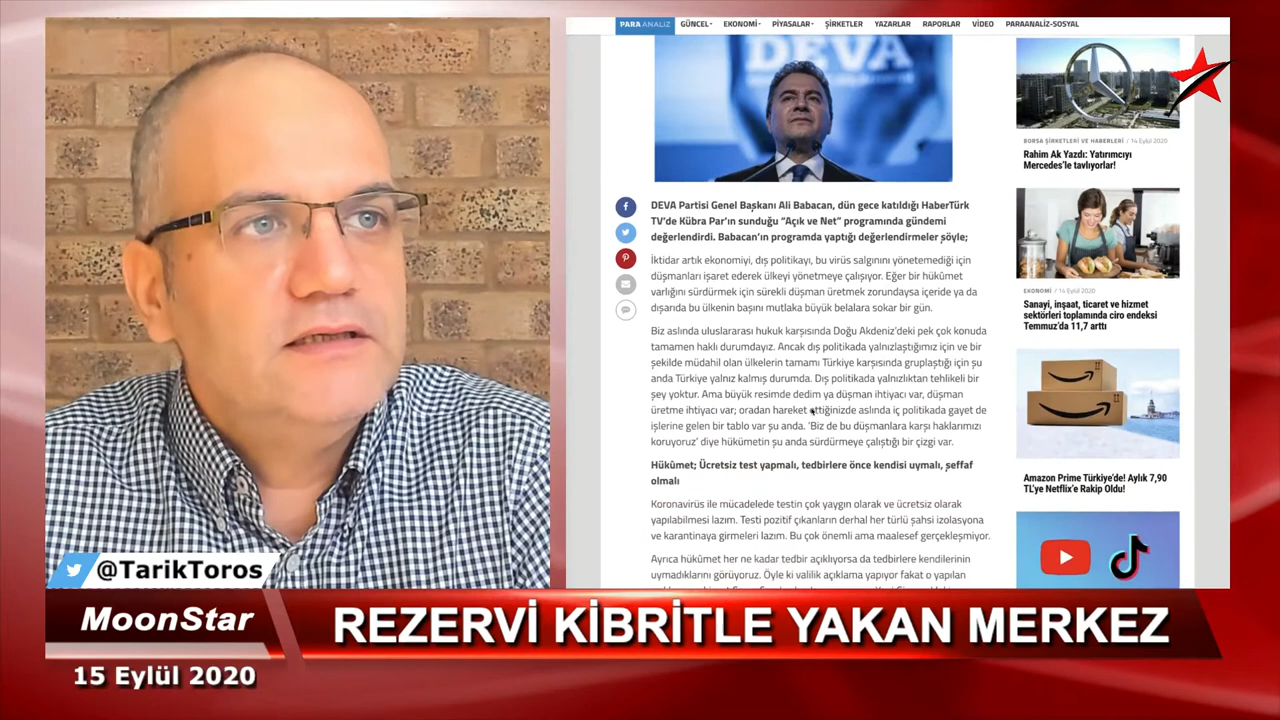 PARA ANALİZ GÜNCEL EKONOMİ PİYASALAR ŞİRKETLER YAZARLAR RAPORLAR VİDEO PARAANALİZ-SOSYAL
DEVA
DEVA Partisi Genel Başkanı Ali Babacan, dün gece katıldığı HaberTürk
TV'de Kübra Par'ın sunduğu "Açık ve Net" programında gündemi
değerlendirdi. Babacan'ın programda yaptığı değerlendirmeler şöyle;
İktidar artık ekonomiyi, dış politikayı, bu virüs salgınını yönetemediği için
düşmanları işaret ederek ülkeyi yönetmeye çalışıyor. Eğer bir hükûmet
varlığını sürdürmek için sürekli düşman üretmek zorundaysa içeride ya da
dışarıda bu ülkenin başını mutlaka büyük belalara sokar bir gün.
Biz aslında uluslararası hukuk karşısında Doğu Akdeniz'deki pek çok konuda
tamamen haklı durumdayız. Ancak dış politikada yalnızlaştığımız için ve bir
şekilde müdahil olan ülkelerin tamamı Türkiye karşısında gruplaştığı için şu
anda Türkiye yalnız kalmış durumda. Dış politikada yalnızlıktan tehlikeli bir
şey yoktur. Ama büyük resimde dedim ya düşman ihtiyacı var, düşman
üretme ihtiyacı var; oradan hareket ettiğinizde aslında iç politikada gayet de
işlerine gelen bir tablo var şu anda. 'Biz de bu düşmanlara karşı haklarımızı
koruyoruz' diye hükümetin şu anda sürdürmeye çalıştığı bir çizgi var.
Hükûmet; Ücretsiz test yapmalı, tedbirlere önce kendisi uymalı, şeffaf
olmalı
Koronavirüs ile mücadelede testin çok yaygın olarak ve ücretsiz olarak
yapılabilmesi lazım. Testi pozitif çıkanların derhal her türlü şahsi izolasyona
ve karantinaya girmeleri lazım. Bu çok önemli ama maalesef gerçekleşmiyor.
Ayrıca hükûmet her ne kadar tedbir açıklıyorsa da tedbirlere kendilerinin
uymadıklarını görüyoruz. Öyle ki valilik açıklama yapıyor fakat o yapılan
BORSA ŞİRKETLERİ VE HABERLERİ / 14 Eylül 2020
Rahim Ak Yazdı: Yatırımcıyı
Mercedes'le tavlıyorlar!
EKONOMİ / 14 Eylül 2020
Sanayi, inşaat, ticaret ve hizmet
sektörleri toplamında ciro endeksi
Temmuz'da 11,7 arttı
Amazon Prime Türkiye'de! Aylık 7,90
TL'ye Netflix'e Rakip Oldu!
@TarikToros
MoonStar
REZERVİ KİBRİTLE YAKAN MERKEZ
15 Eylül 2020